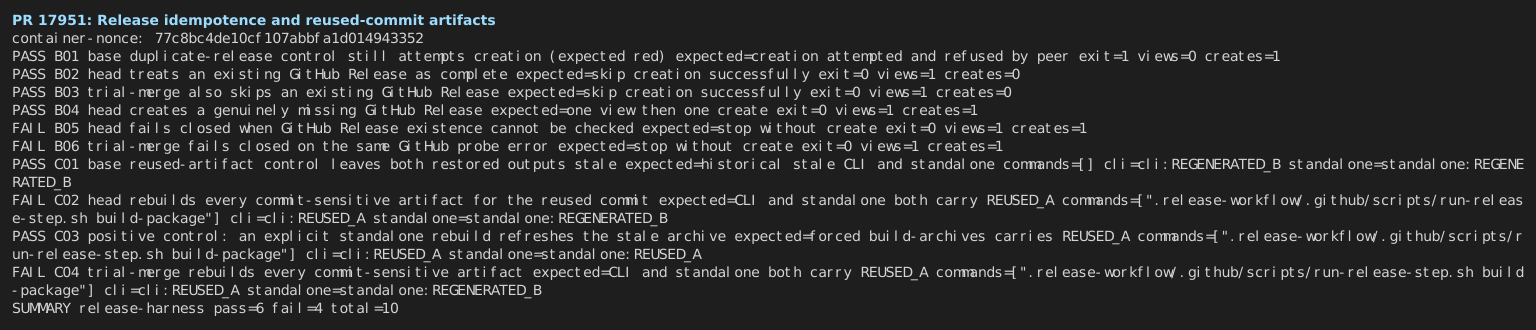 PR 17951: Release idempotence and reused-commit artifacts
container-nonce: 77c8bc4de10cf107abbfa1d014943352
PASS B01 base duplicate-release control still attempts creation (expected red) expected=creation attempted and refused by peer exit=1 views=0 creates=1
PASS B02 head treats an existing GitHub Release as complete expected=skip creation successfully exit=0 views=1 creates=0
PASS B03 trial-merge also skips an existing GitHub Release expected=skip creation successfully exit=0 views=1 creates=0
PASS B04 head creates a genuinely missing GitHub Release expected=one view then one create exit=0 views=1 creates=1
FAIL B05 head fails closed when GitHub Release existence cannot be checked expected=stop without create exit=0 views=1 creates=1
FAIL B06 trial-merge fails closed on the same GitHub probe error expected=stop without create exit=0 views=1 creates=1
PASS C01 base reused-artifact control leaves both restored outputs stale expected=historical stale CLI and standalone commands=[] cli=cli:REGENERATED_B standalone=standalone:REGENE
RATED_B
FAIL C02 head rebuilds every commit-sensitive artifact for the reused commit expected=CLI and standalone both carry REUSED_A commands=[".release-workflow/.github/scripts/run-releas
e-step.sh build-package"] cli=cli:REUSED_A standalone=standalone:REGENERATED_B
PASS C03 positive control: an explicit standalone rebuild refreshes the stale archive expected=forced build-archives carries REUSED_A commands=[".release-workflow/.github/scripts/r
un-release-step.sh build-package"] cli=cli:REUSED_A standalone=standalone:REUSED_A
FAIL C04 trial-merge rebuilds every commit-sensitive artifact expected=CLI and standalone both carry REUSED_A commands=[".release-workflow/.github/scripts/run-release-step.sh build
-package"] cli=cli:REUSED_A standalone=standalone:REGENERATED_B
SUMMARY release-harness pass=6 fail=4 total=10